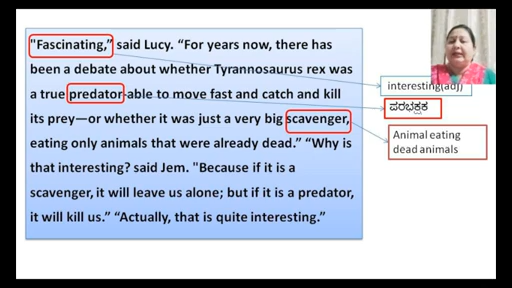 "Fascinating,” said Lucy. “For years now, there has
been a debate about whether Tyrannosaurus rex was
a true predator-able to move fast and catch and kill
its prey—or whether it was just a very big scavenger,
eating only animals that were already dead.” “Why is
that interesting? said Jem. "Because if it is a
scavenger, it will leave us alone; but if it is a predator,
it will kill us.” “Actually, that is quite interesting.”
interesting(adj)
ಪರಭಕ್ಷಕ
Animal eating
dead animals